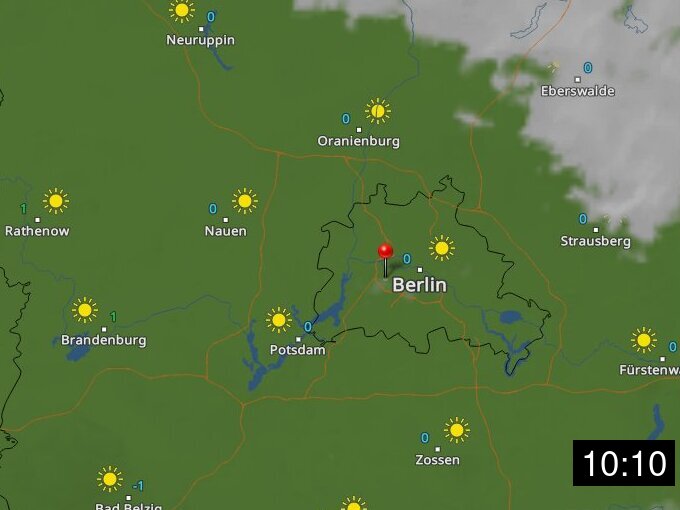 0
Neuruppin
0
Eberswalde
0
Oranienburg
1
Rathenow
0
Nauen
0
Strausberg
0
Berlin
1
Brandenburg
0
Potsdam
0
Fürstenwa
0
Zossen
10:10
-1
Bad Belzig